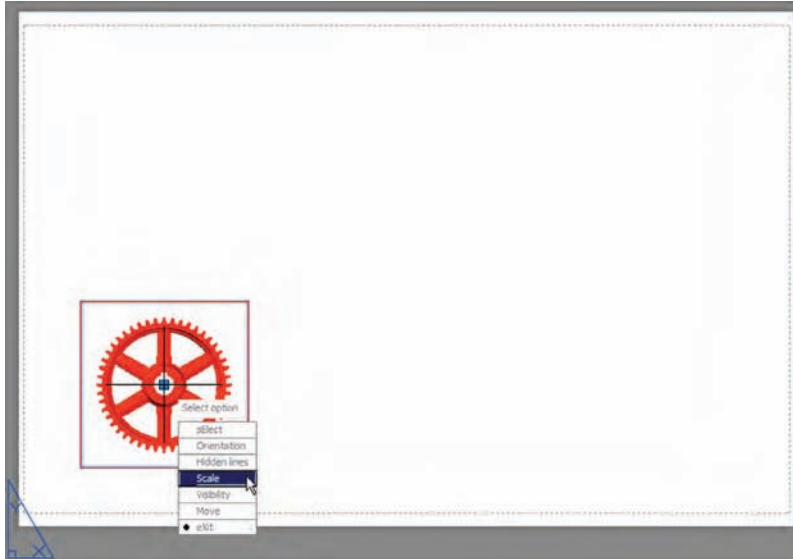 Select option
sElect
Orientation
Hidden lines
Scale
Visibility
Move
eXit
Y
X